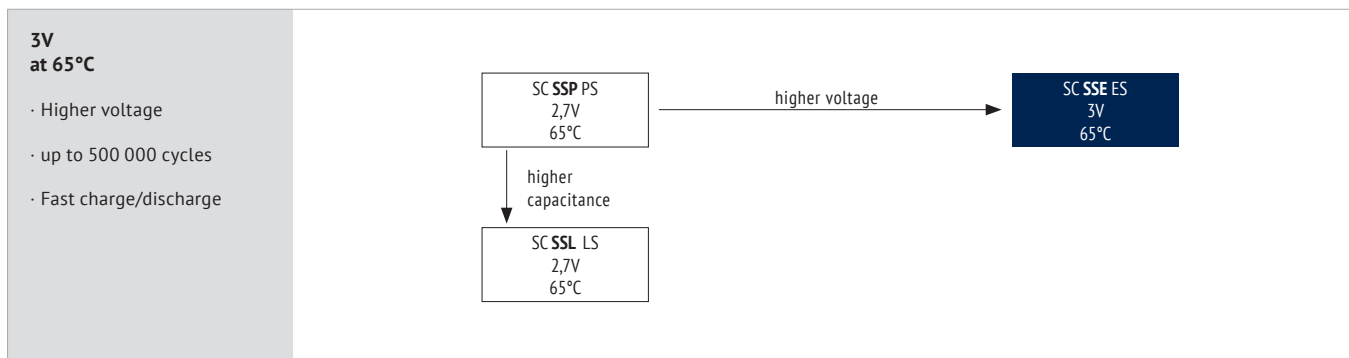 3V
at 65°C
· Higher voltage
· up to 500 000 cycles
· Fast charge/discharge
SC SSP PS
2,7V
65°C
higher voltage
SC SSE ES
3V
65°C
higher
capacitance
SC SSL LS
2,7V
65°C